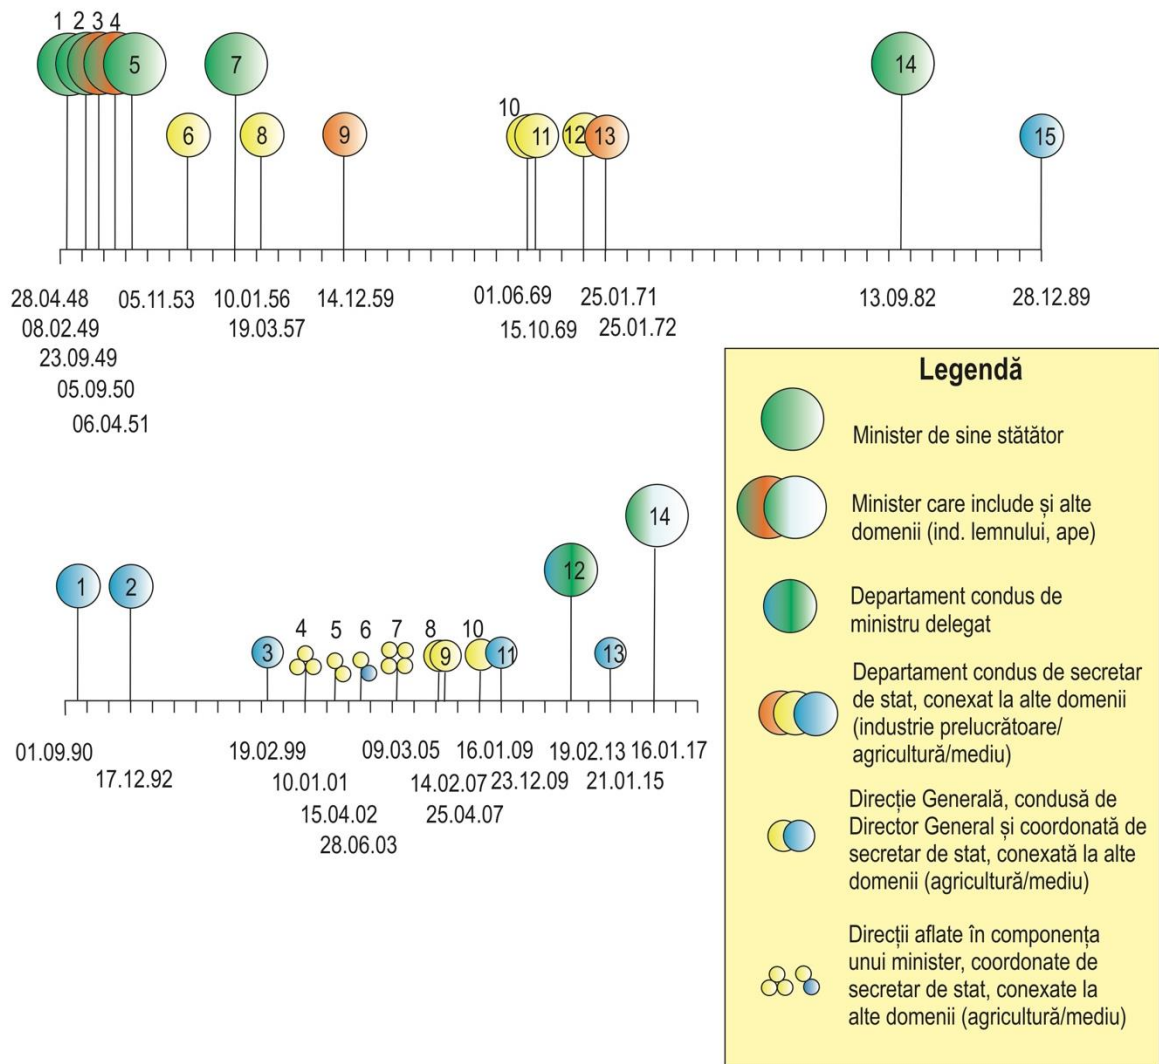 1 2 3 4
5 7 14
6 8 9 10 11 12 13 15
28.04.48 05.11.53 10.01.56 14.12.59 01.06.69 25.01.71 13.09.82 28.12.89
08.02.49 19.03.57 15.10.69 25.01.72
23.09.49
05.09.50
06.04.51
14
12
1 2
3 4 5 6 7 8 9 10 11 13
01.09.90 19.02.99 09.03.05 16.01.09 19.02.13 16.01.17
17.12.92 10.01.01 14.02.07 23.12.09 21.01.15
15.04.02 25.04.07
28.06.03
Legendă
Minister de sine stătător
Minister care include și alte
domenii (ind. lemnului, ape)
Departament condus de
ministru delegat
Departament condus de secretar
de stat, conexat la alte domenii
(industrie prelucrătoare/
agricultură/mediu)
Direcție Generală, condusă de
Director General și coordonată de
secretar de stat, conexată la alte
domenii (agricultură/mediu)
Direcții aflate în componența
unui minister, coordonate de
secretar de stat, conexate la
alte domenii (agricultură/mediu)